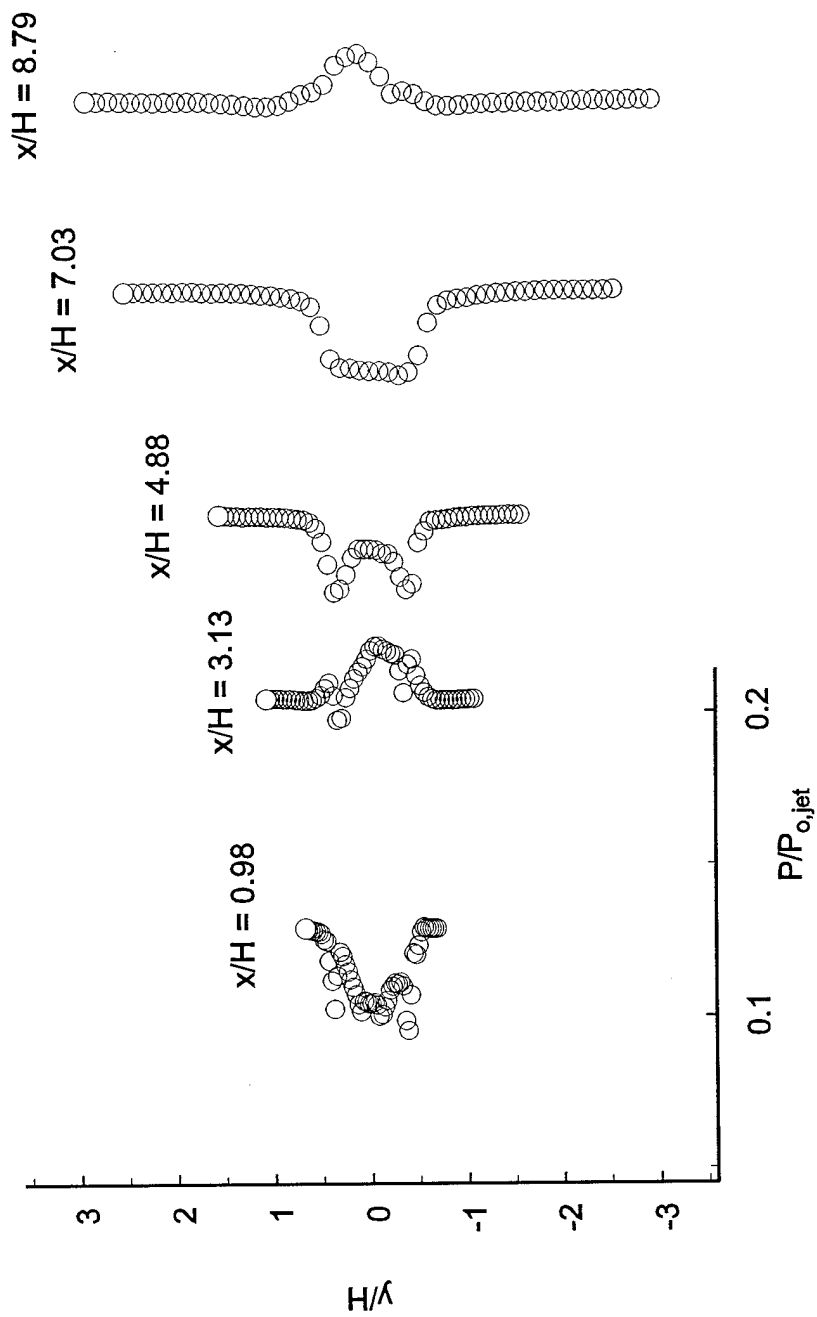 x/H = 0.98
x/H = 3.13
x/H = 4.88
x/H = 7.03
x/H = 8.79
y/H
3
2
1
0
-1
-2
-3
0.1
0.2
P/Po,jet